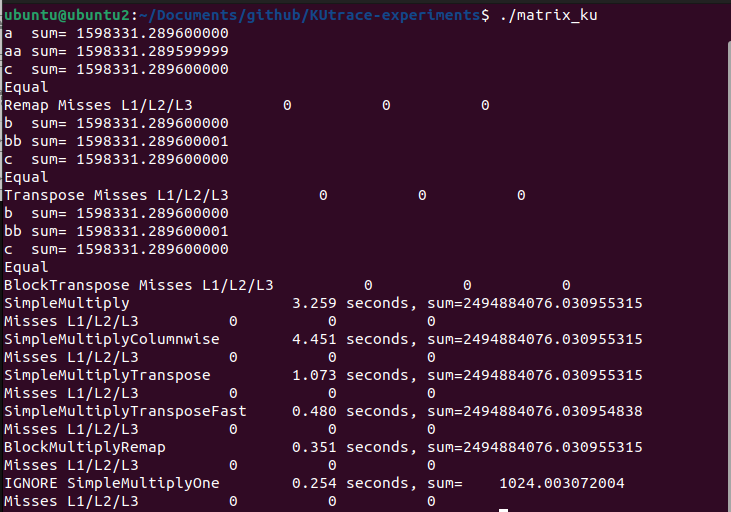 ubuntu@ubuntu2:~/Documents/github/KUtrace-experiments$ ./matrix_ku
a  sum= 1598331.289600000
aa sum= 1598331.289599999
c  sum= 1598331.289600000
Equal
Remap Misses L1/L2/L3          0          0          0
b  sum= 1598331.289600000
bb sum= 1598331.289600001
c  sum= 1598331.289600000
Equal
Transpose Misses L1/L2/L3          0          0          0
b  sum= 1598331.289600000
bb sum= 1598331.289600001
c  sum= 1598331.289600000
Equal
BlockTranspose Misses L1/L2/L3          0          0          0
SimpleMultiply                  3.259 seconds, sum=2494884076.030955315
Misses L1/L2/L3          0          0          0
SimpleMultiplyColumnwise        4.451 seconds, sum=2494884076.030955315
Misses L1/L2/L3          0          0          0
SimpleMultiplyTranspose         1.073 seconds, sum=2494884076.030955315
Misses L1/L2/L3          0          0          0
SimpleMultiplyTransposeFast     0.480 seconds, sum=2494884076.030954838
Misses L1/L2/L3          0          0          0
BlockMultiplyRemap              0.351 seconds, sum=2494884076.030955315
Misses L1/L2/L3          0          0          0
IGNORE SimpleMultiplyOne        0.254 seconds, sum=    1024.003072004
Misses L1/L2/L3          0          0          0